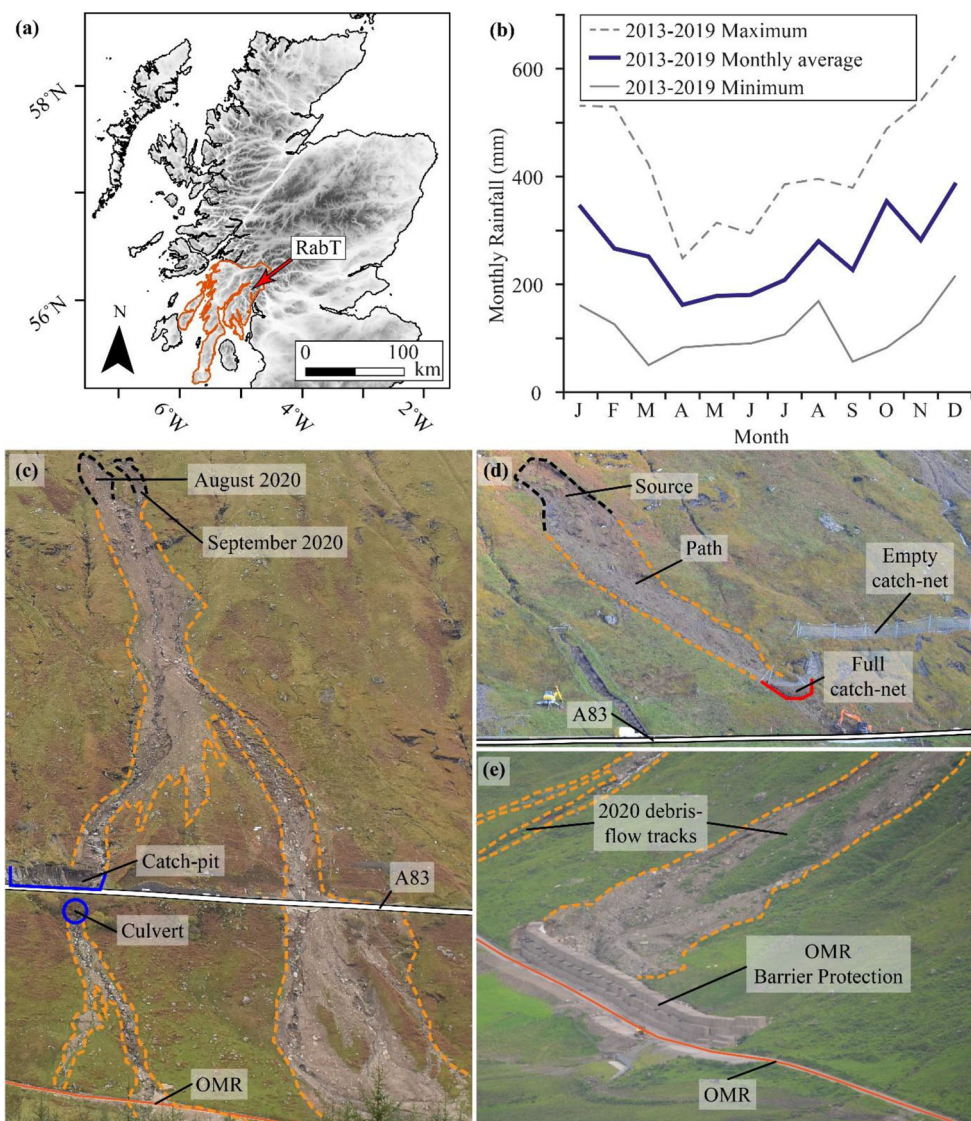 (a)
58°N
56°N
RabT
N
0
100
km
6°W
4°W
2°W
(b)
2013-2019 Maximum
2013-2019 Monthly average
2013-2019 Minimum
Monthly Rainfall (mm)
600
400
200
0
J F M A M J J A S O N D
Month
(c)
August 2020
September 2020
Catch-pit
A83
Culvert
OMR
(d)
Source
Path
Empty
catch-net
Full
catch-net
A83
(e)
2020 debris-
flow tracks
OMR
Barrier Protection
OMR